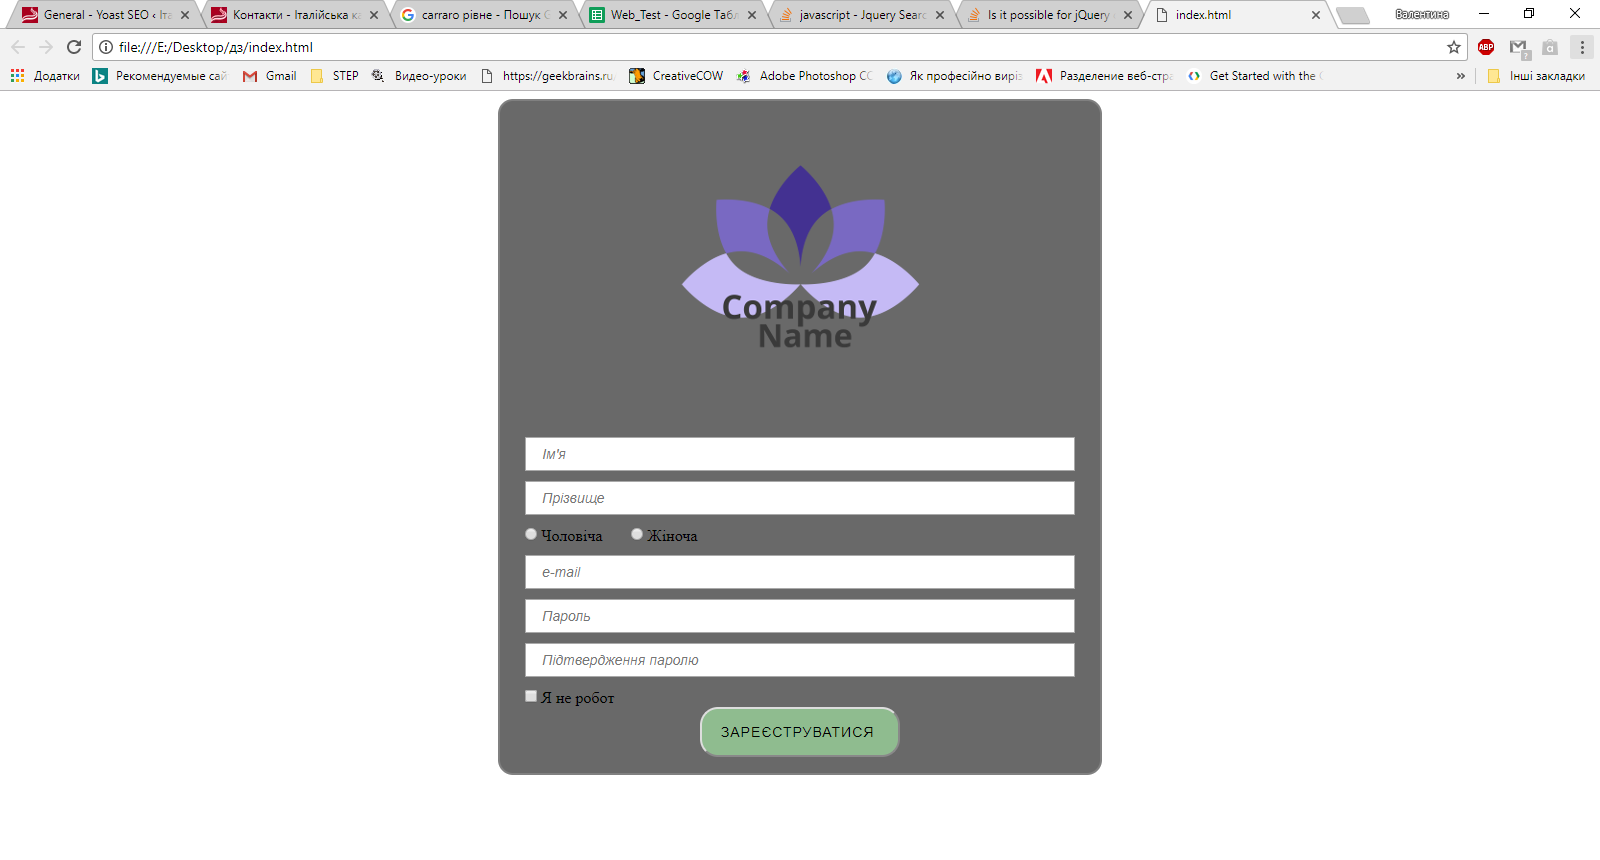 General - Yoast SEO ‹ Іта
Контакти - Італійська ка
carraro рівне - Пошук G
Web_Test - Google Табл
javascript - Jquery Searc
Is it possible for jQuery
index.html
Валентина
file:///E:/Desktop/дз/index.html
ABP
Додатки
Рекомендуемые сай
Gmail
STEP
Видео-уроки
https://geekbrains.ru
CreativeCOW
Adobe Photoshop CC
Як професійно виріз
Разделение веб-стра
Get Started with the
»
Інші закладки
Company
Name
Ім'я
Прізвище
Чоловіча
Жіноча
e-mail
Пароль
Підтвердження паролю
Я не робот
ЗАРЕЄСТРУВАТИСЯ